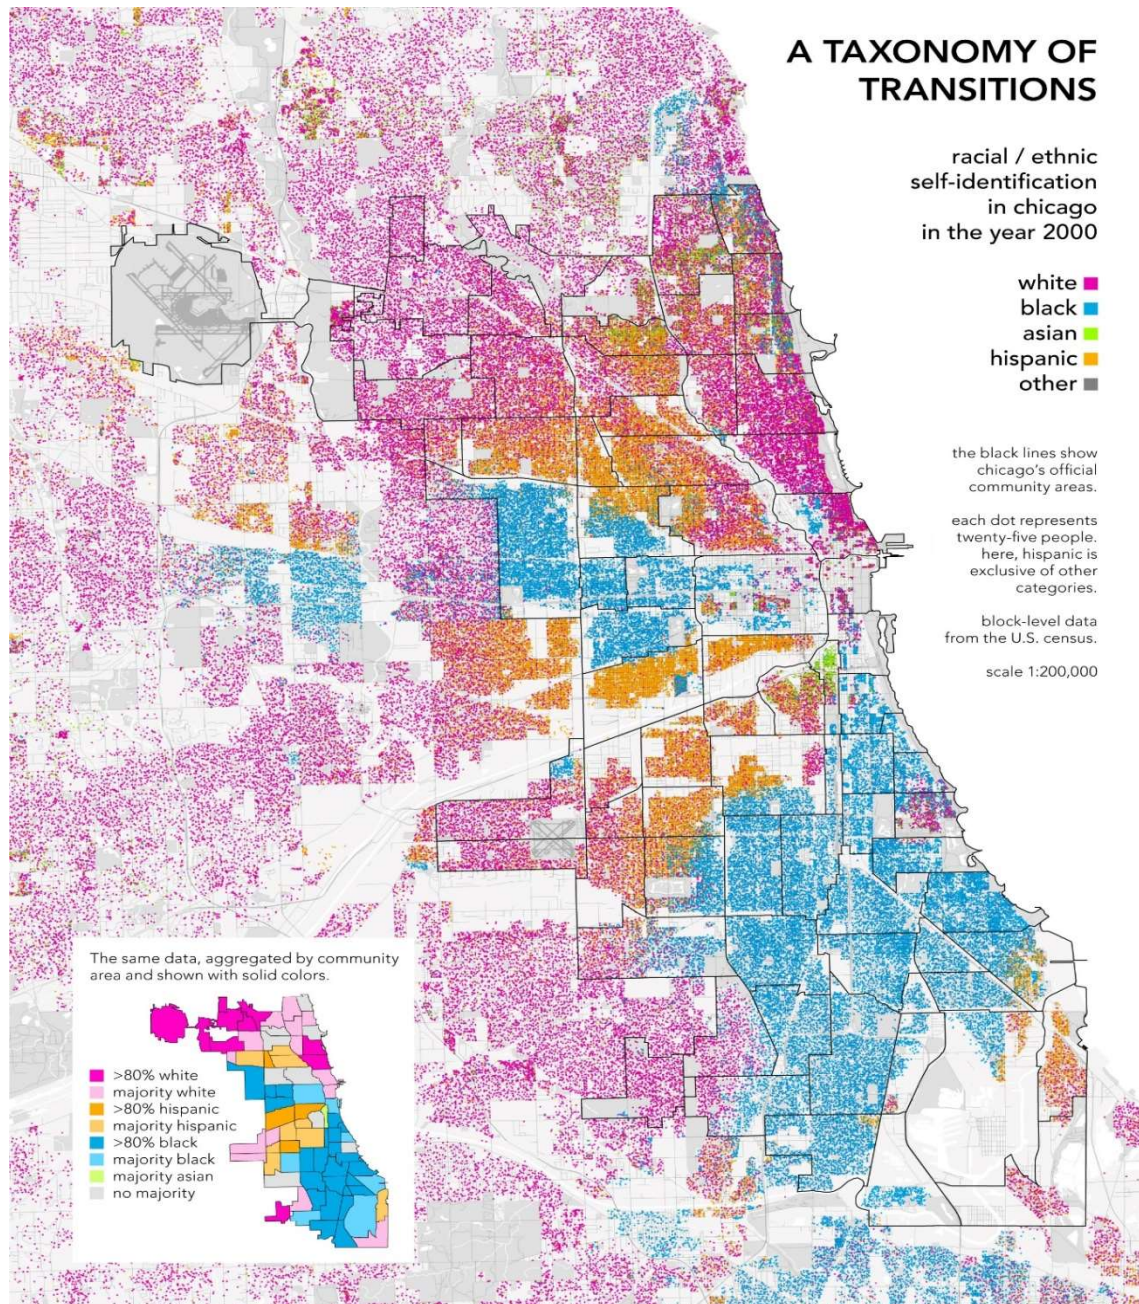 A TAXONOMY OF
TRANSITIONS
racial / ethnic
self-identification
in chicago
in the year 2000
white
black
asian
hispanic
other
the black lines show
chicago's official
community areas.
each dot represents
twenty-five people.
here, hispanic is
exclusive of other
categories.
block-level data
from the U.S. census.
scale 1:200,000
The same data, aggregated by community
area and shown with solid colors.
>80% white
majority white
>80% hispanic
majority hispanic
>80% black
majority black
majority asian
no majority